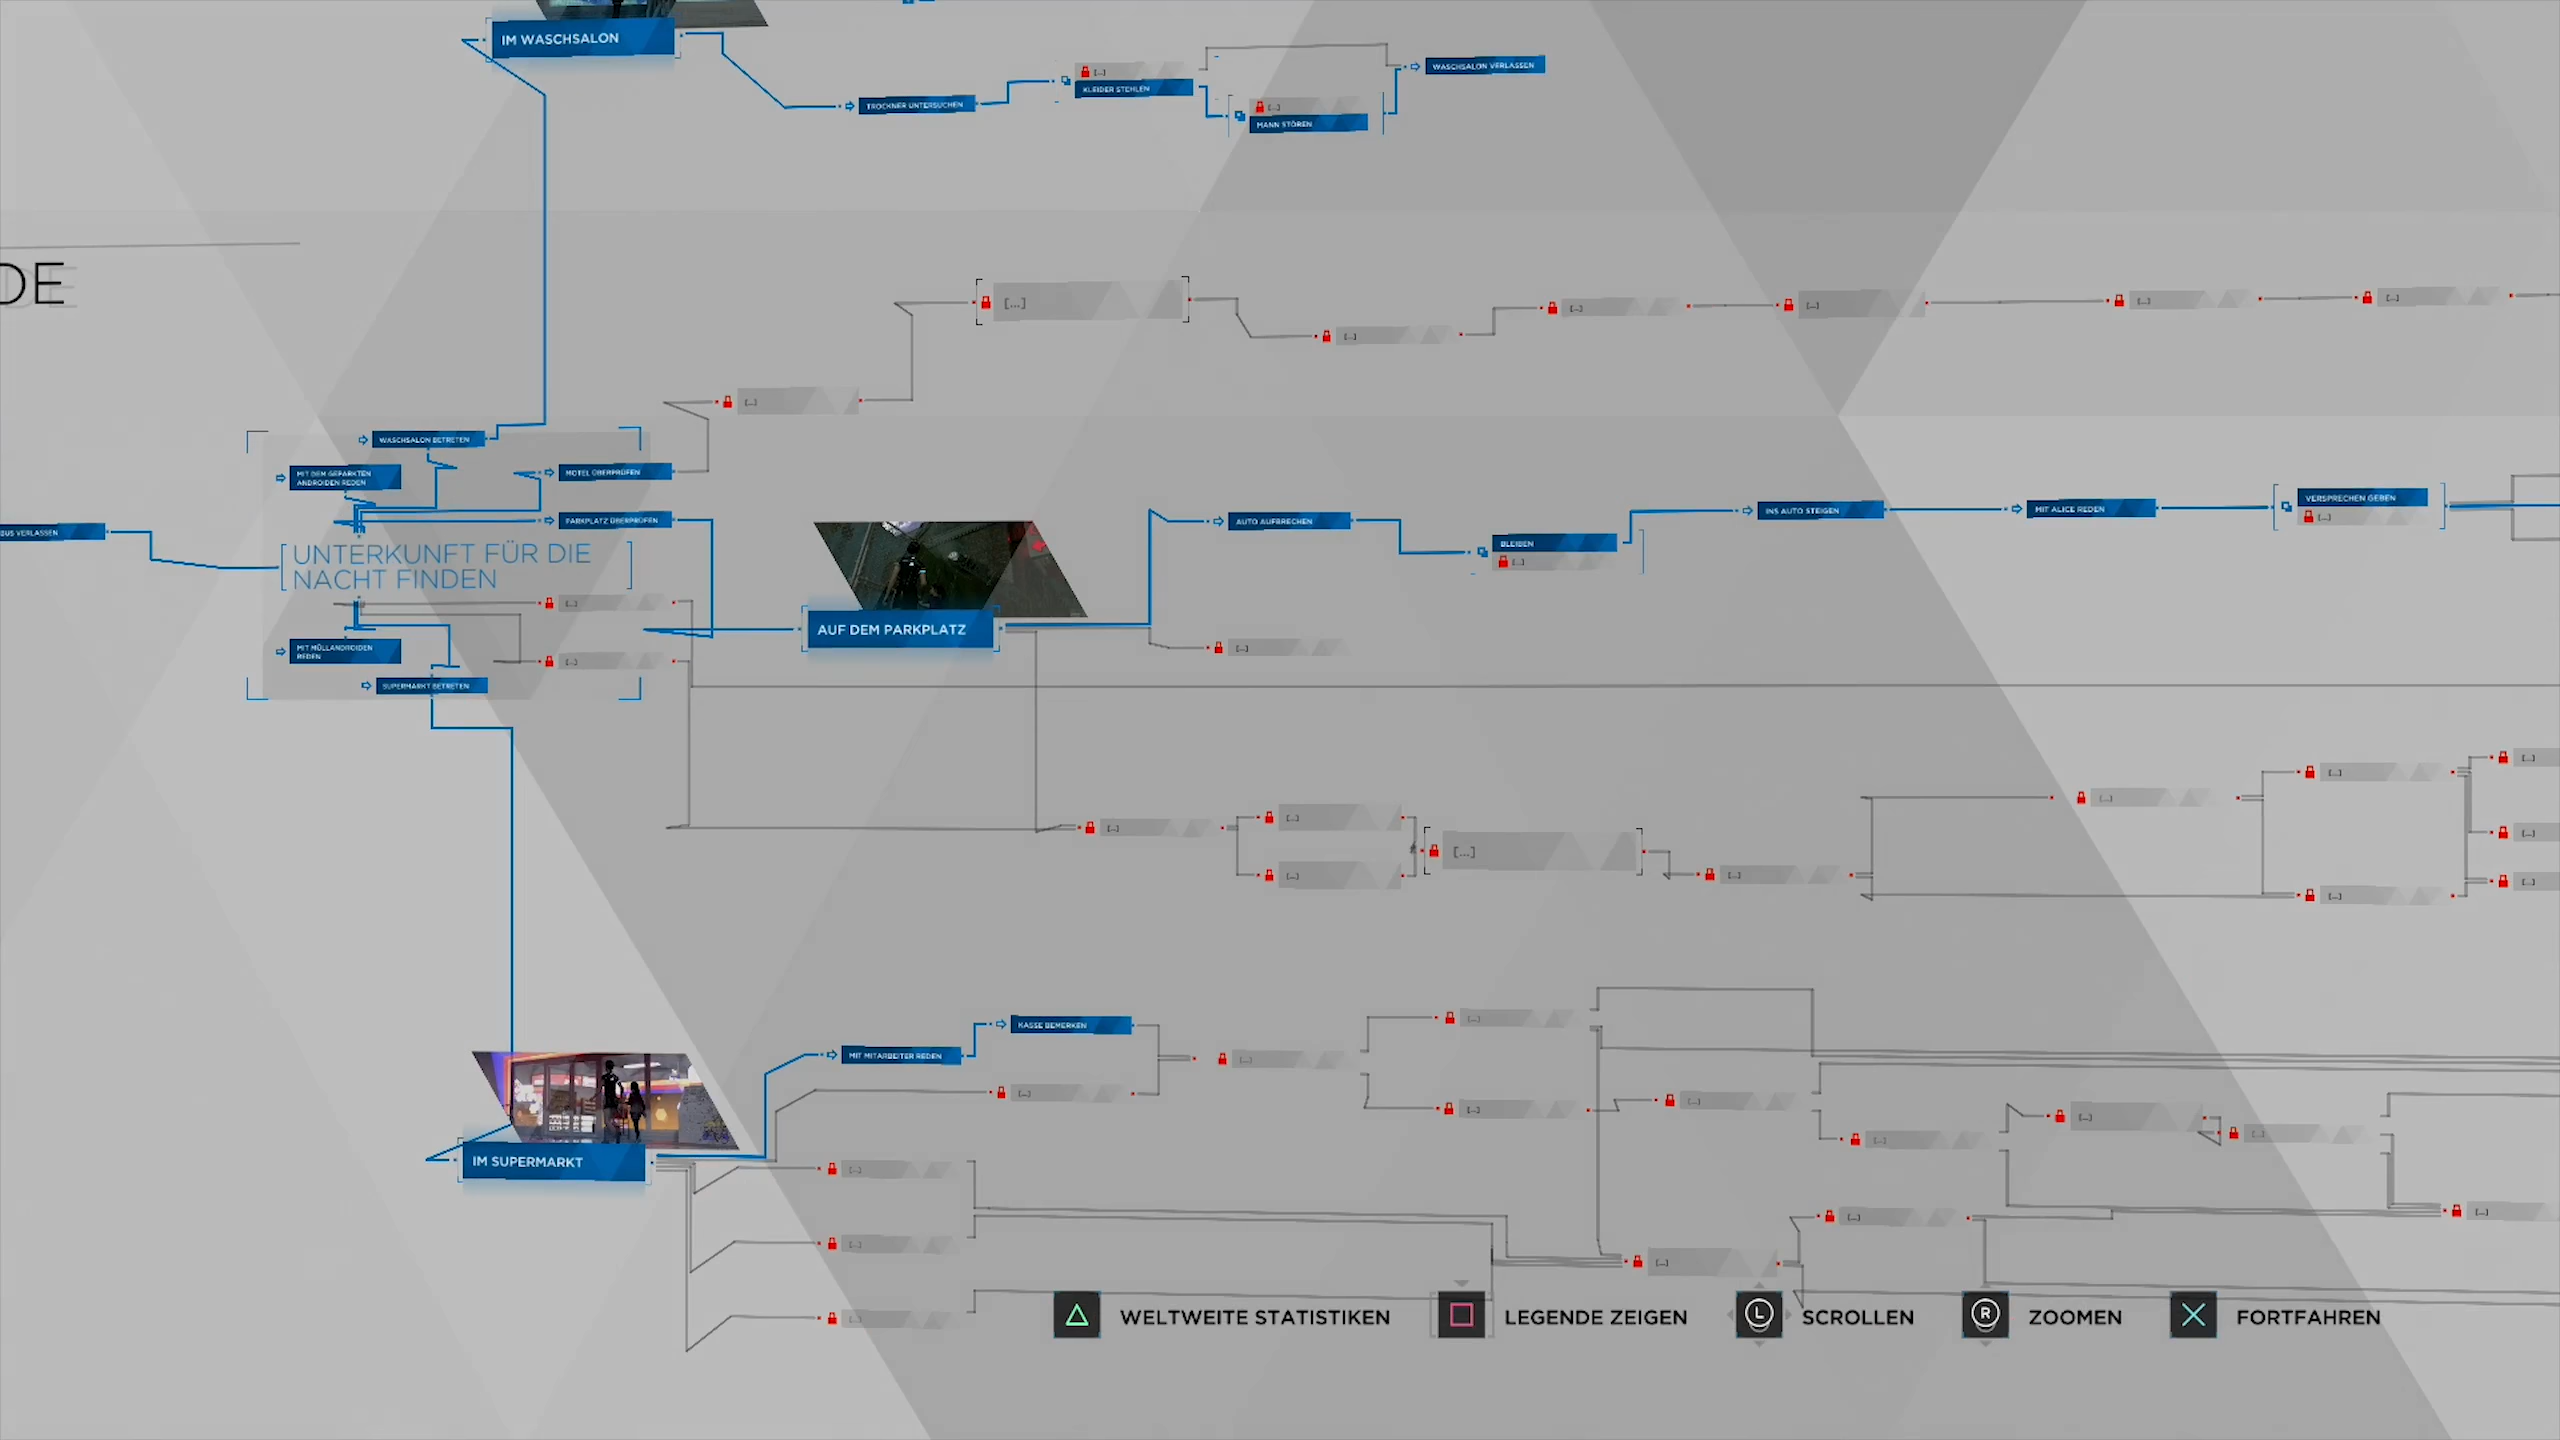 IM WASCHSALON
TROCKNER UNTERSUCHEN
[...]
KLEIDER STEHLEN
[...]
MANN STÖREN
WASCHSALON VERLASSEN
DE
[...]
[...]
[...]
[...]
[...]
[...]
[...]
WASCHSALON BETRETEN
MIT DEM GEPARKTEN
ANDROIDEN REDEN
MOTEL ÜBERPRÜFEN
PARKPLATZ ÜBERPRÜFEN
BUS VERLASSEN
UNTERKUNFT FÜR DIE
NACHT FINDEN
[...]
MIT MÜLLANDROIDEN
REDEN
[...]
SUPERMARKT BETRETEN
AUF DEM PARKPLATZ
AUTO AUFBRECHEN
BLEIBEN
[...]
INS AUTO STEIGEN
MIT ALICE REDEN
VERSPRECHEN GEBEN
[...]
[...]
[...]
[...]
[...]
[...]
[...]
[...]
[...]
[...]
[...]
[...]
[...]
IM SUPERMARKT
MIT MITARBEITER REDEN
KASSE BEMERKEN
[...]
[...]
[...]
[...]
[...]
[...]
[...]
[...]
[...]
[...]
[...]
[...]
[...]
[...]
WELTWEITE STATISTIKEN
LEGENDE ZEIGEN
L
SCROLLEN
R
ZOOMEN
FORTFAHREN